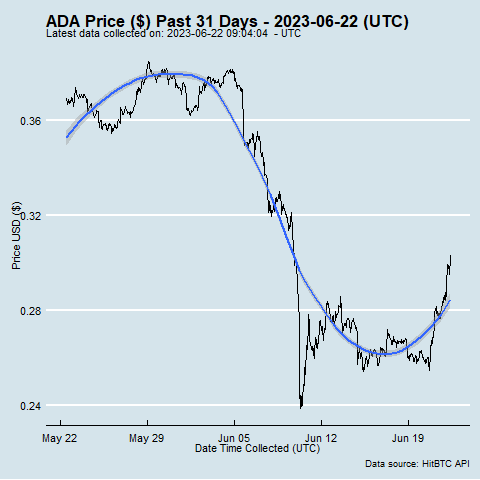 ADA Price ($) Past 31 Days - 2023-06-22 (UTC)
Latest data collected on: 2023-06-22 09:04:04  - UTC
0.36
0.32
0.28
0.24
Price USD ($)
May 22
May 29
Jun 05
Jun 12
Jun 19
Date Time Collected (UTC)
Data source: HitBTC API